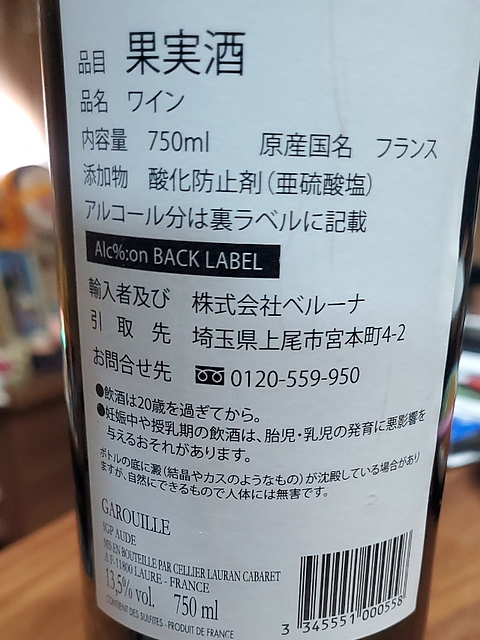 品目 果実酒
品名 ワイン
内容量 750ml 原産国名 フランス
添加物 酸化防止剤(亜硫酸塩)
アルコール分は裏ラベルに記載
Alc%:on BACK LABEL
輸入者及び 株式会社ベルーナ
引取先 埼玉県上尾市宮本町4-2
お問合せ先 0120-559-950
●飲酒は20歳を過ぎてから。
●妊娠中や授乳期の飲酒は、胎児・乳児の発育に悪影響を
与えるおそれがあります。
ボトルの底に澱(結晶やカスのようなもの)が沈殿している場合があり
ますが、自然にできるもので人体には無害です。
GAROUILLE
IGP AUDE
MIS EN BOUTEILLE PAR CELLIER LAURAN CABARET
A F-11800 LAURE - FRANCE
13,5% vol. 750 ml
CONTIENT DES SULFITES - PRODUIT DE FRANCE
3 345551 000558